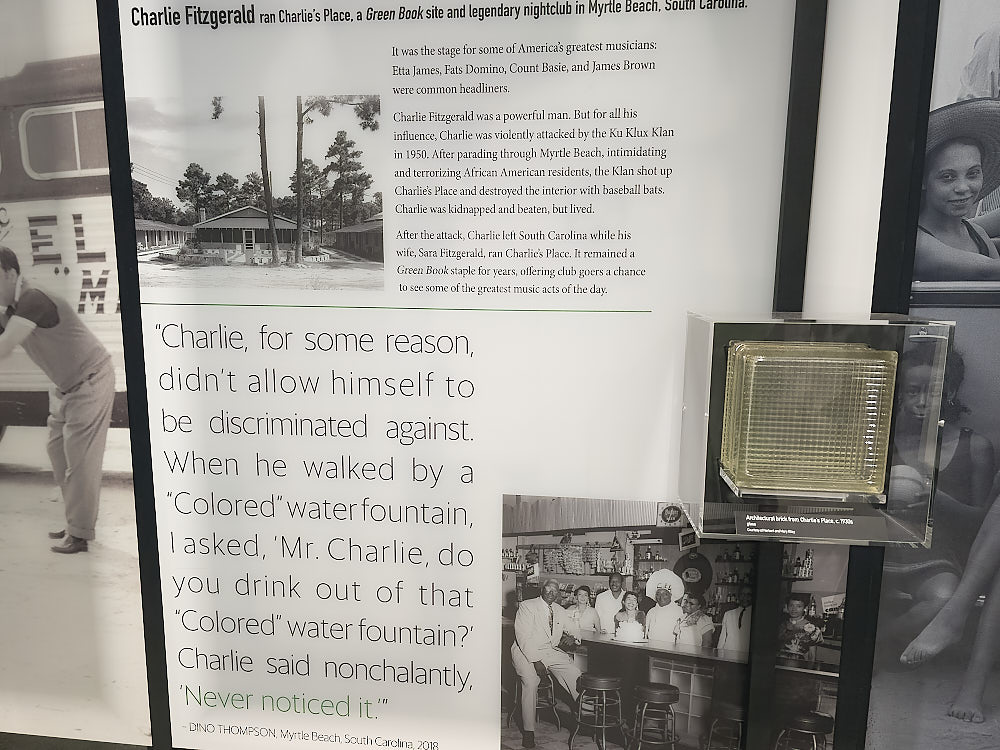 Charlie Fitzgerald ran Charlie's Place, a Green Book site and legendary nightclub in Myrtle Beach, South Carolina.
It was the stage for some of America's greatest musicians:
Etta James, Fats Domino, Count Basie, and James Brown
were common headliners.
Charlie Fitzgerald was a powerful man. But for all his
influence, Charlie was violently attacked by the Ku Klux Klan
in 1950. After parading through Myrtle Beach, intimidating
and terrorizing African American residents, the Klan shot up
Charlie's Place and destroyed the interior with baseball bats.
Charlie was kidnapped and beaten, but lived.
After the attack, Charlie left South Carolina while his
wife, Sara Fitzgerald, ran Charlie's Place. It remained a
Green Book staple for years, offering club goers a chance
to see some of the greatest music acts of the day.
"Charlie, for some reason,
didn't allow himself to
be discriminated against.
When he walked by a
"Colored" water fountain,
I asked, 'Mr. Charlie, do
you drink out of that
"Colored" water fountain?'
Charlie said nonchalantly,
'Never noticed it.'"
– DINO THOMPSON, Myrtle Beach, South Carolina, 2018
Architectural brick from Charlie's Place, c. 1930s
glass
EL
M